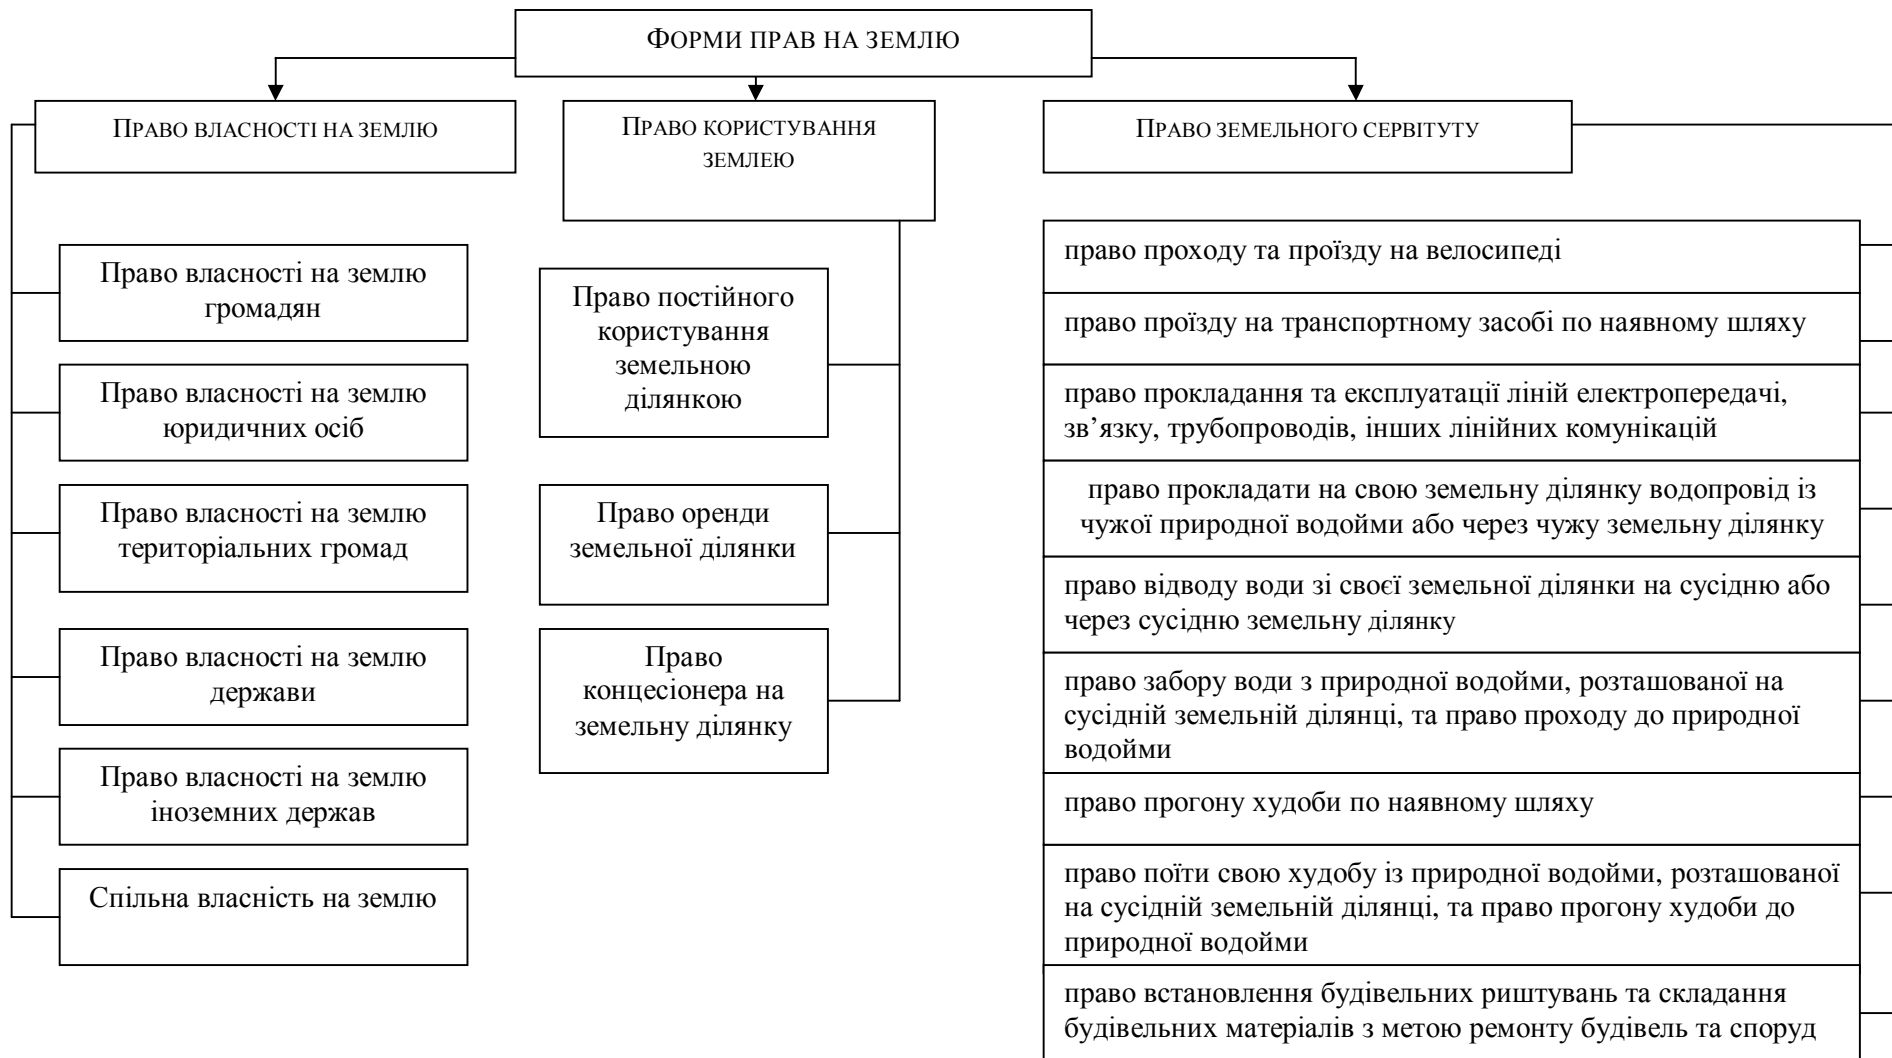 ФОРМИ ПРАВ НА ЗЕМЛЮ
ПРАВО ВЛАСНОСТІ НА ЗЕМЛЮ
ПРАВО КОРИСТУВАННЯ
ЗЕМЛЕЮ
ПРАВО ЗЕМЕЛЬНОГО СЕРВІТУТУ
Право власності на землю
громадян
Право власності на землю
юридичних осіб
Право власності на землю
територіальних громад
Право власності на землю
держави
Право власності на землю
іноземних держав
Спільна власність на землю
Право постійного
користування
земельною
ділянкою
Право оренди
земельної ділянки
Право
концесіонера на
земельну ділянку
право проходу та проїзду на велосипеді
право проїзду на транспортному засобі по наявному шляху
право прокладання та експлуатації ліній електропередачі,
зв’язку, трубопроводів, інших лінійних комунікацій
право прокладати на свою земельну ділянку водопровід із
чужої природної водойми або через чужу земельну ділянку
право відводу води зі своєї земельної ділянки на сусідню або
через сусідню земельну ділянку
право забору води з природної водойми, розташованої на
сусідній земельній ділянці, та право проходу до природної
водойми
право прогону худоби по наявному шляху
право поїти свою худобу із природної водойми, розташованої
на сусідній земельній ділянці, та право прогону худоби до
природної водойми
право встановлення будівельних риштувань та складання
будівельних матеріалів з метою ремонту будівель та споруд